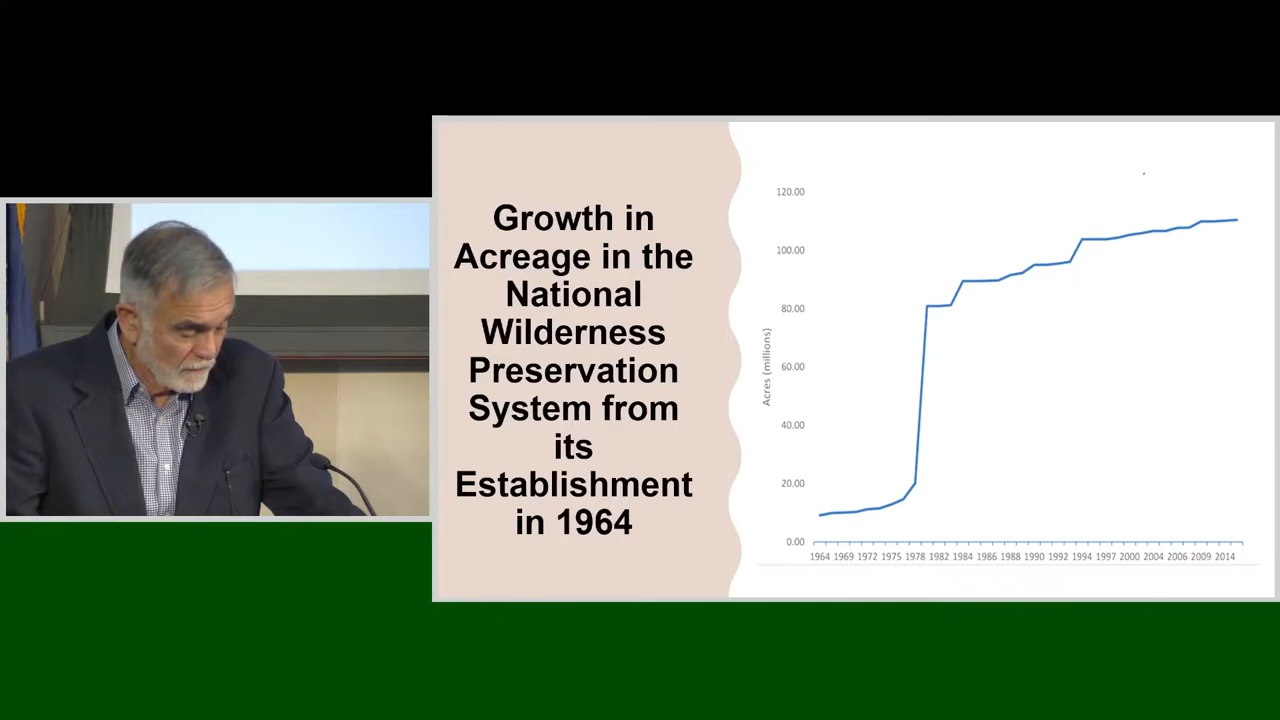 Growth in
Acreage in the
National
Wilderness
Preservation
System from
its
Establishment
in 1964
120.00
100.00
80.00
60.00
40.00
20.00
0.00
Acres (millions)
1964 1969 1972 1975 1978 1982 1984 1986 1988 1990 1992 1994 1997 2000 2004 2006 2009 2014